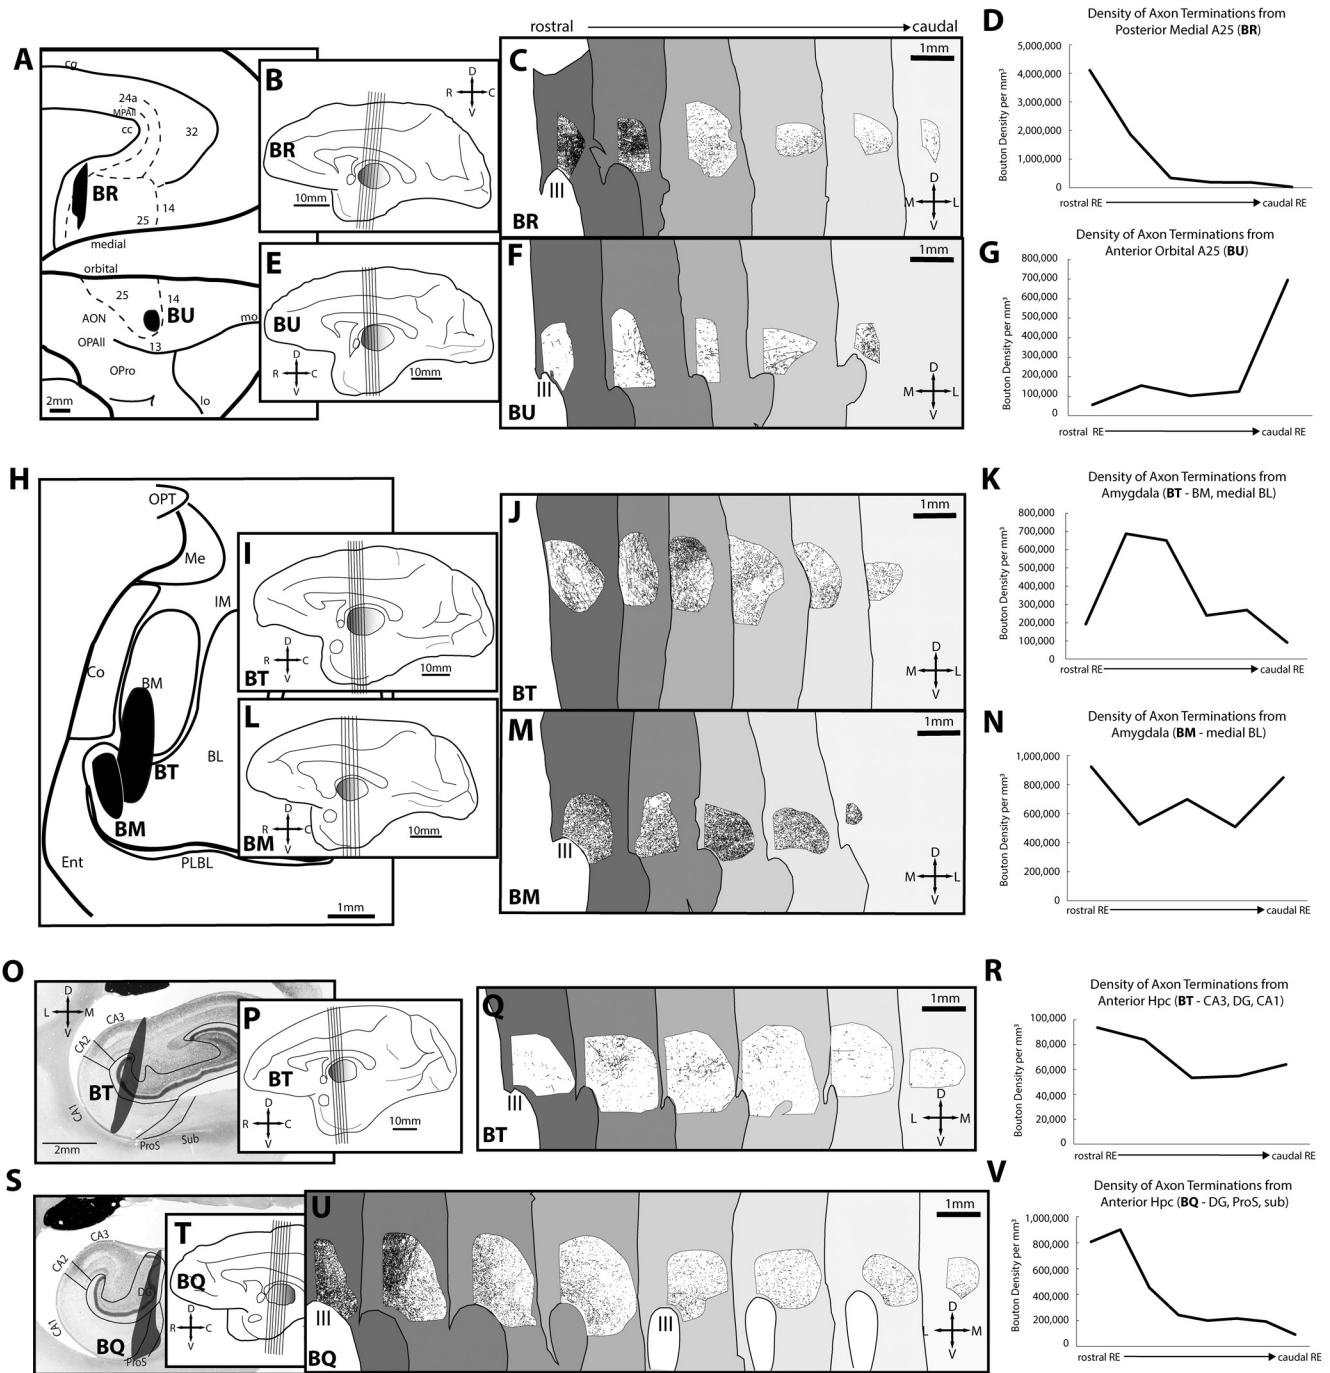 rostral
caudal
A
cg
24a
MPAll
cc
32
BR
14
25
medial
orbital
25
14
BU
AON
mo
OPAll
13
OPro
lo
2mm
B
D
R
C
V
BR
10mm
E
BU
D
R
C
V
10mm
C
1mm
III
D
M
L
V
BR
F
1mm
III
D
M
L
V
BU
D
Density of Axon Terminations from
Posterior Medial A25 (BR)
Bouton Density per mm³
5,000,000
4,000,000
3,000,000
2,000,000
1,000,000
0
rostral RE
caudal RE
G
Density of Axon Terminations from
Anterior Orbital A25 (BU)
Bouton Density per mm³
800,000
700,000
600,000
500,000
400,000
300,000
200,000
100,000
0
rostral RE
caudal RE
H
OPT
Me
IM
Co
BM
BL
BT
BM
Ent
PLBL
1mm
I
D
R
C
V
10mm
BT
L
D
R
C
V
10mm
BM
J
1mm
D
M
L
V
BT
M
1mm
III
D
M
L
V
BM
K
Density of Axon Terminations from
Amygdala (BT - BM, medial BL)
Bouton Density per mm³
800,000
700,000
600,000
500,000
400,000
300,000
200,000
100,000
0
rostral RE
caudal RE
N
Density of Axon Terminations from
Amygdala (BM - medial BL)
Bouton Density per mm³
1,000,000
800,000
600,000
400,000
200,000
0
rostral RE
caudal RE
O
D
L
M
V
CA3
CA2
BT
CA1
ProS
Sub
2mm
P
BT
D
R
C
V
10mm
Q
1mm
III
D
L
M
V
BT
R
Density of Axon Terminations from
Anterior Hpc (BT - CA3, DG, CA1)
Bouton Density per mm³
100,000
80,000
60,000
40,000
20,000
0
rostral RE
caudal RE
S
CA3
CA2
DG
CA1
BQ
ProS
T
BQ
D
R
C
V
U
1mm
III
III
D
L
M
V
BQ
V
Density of Axon Terminations from
Anterior Hpc (BQ - DG, ProS, sub)
Bouton Density per mm³
1,000,000
800,000
600,000
400,000
200,000
0
rostral RE
caudal RE